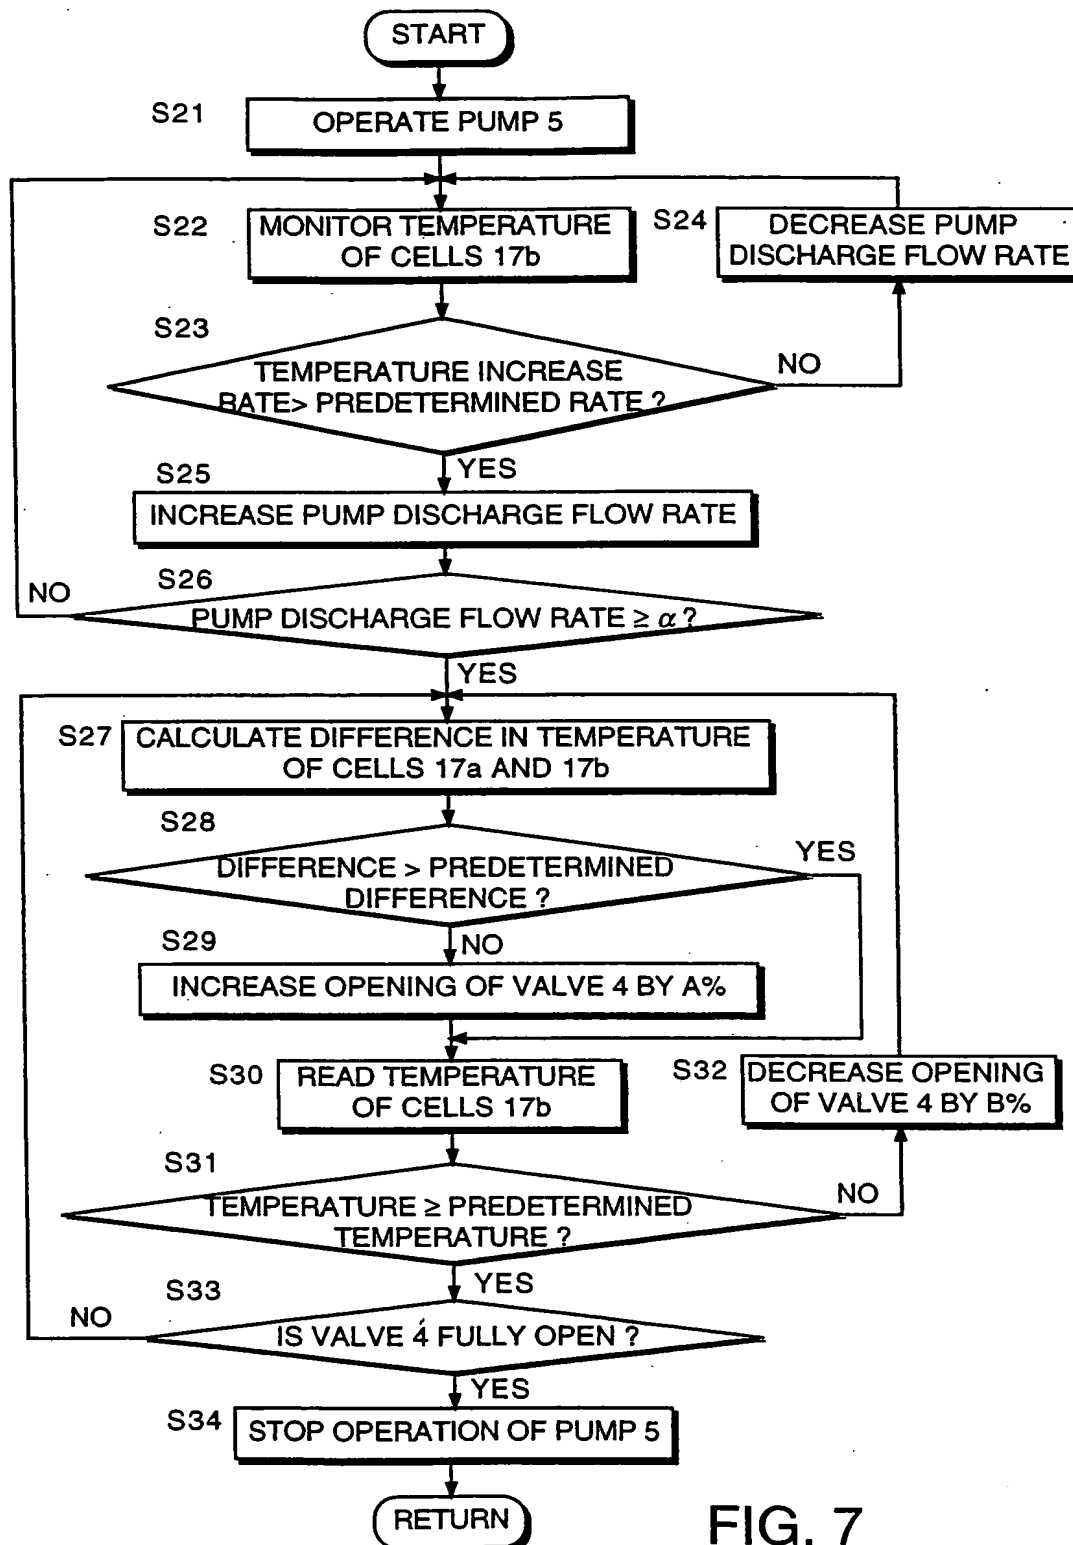 START
S21
OPERATE PUMP 5
S22
MONITOR TEMPERATURE
OF CELLS 17b
S24
DECREASE PUMP
DISCHARGE FLOW RATE
S23
TEMPERATURE INCREASE
RATE> PREDETERMINED RATE ?
NO
YES
S25
INCREASE PUMP DISCHARGE FLOW RATE
S26
NO
PUMP DISCHARGE FLOW RATE ≥ α ?
YES
S27
CALCULATE DIFFERENCE IN TEMPERATURE
OF CELLS 17a AND 17b
S28
DIFFERENCE > PREDETERMINED
DIFFERENCE ?
YES
NO
S29
INCREASE OPENING OF VALVE 4 BY A%
S30
READ TEMPERATURE
OF CELLS 17b
S32
DECREASE OPENING
OF VALVE 4 BY B%
S31
TEMPERATURE ≥ PREDETERMINED
TEMPERATURE ?
NO
YES
S33
NO
IS VALVE 4 FULLY OPEN ?
YES
S34
STOP OPERATION OF PUMP 5
RETURN
FIG. 7